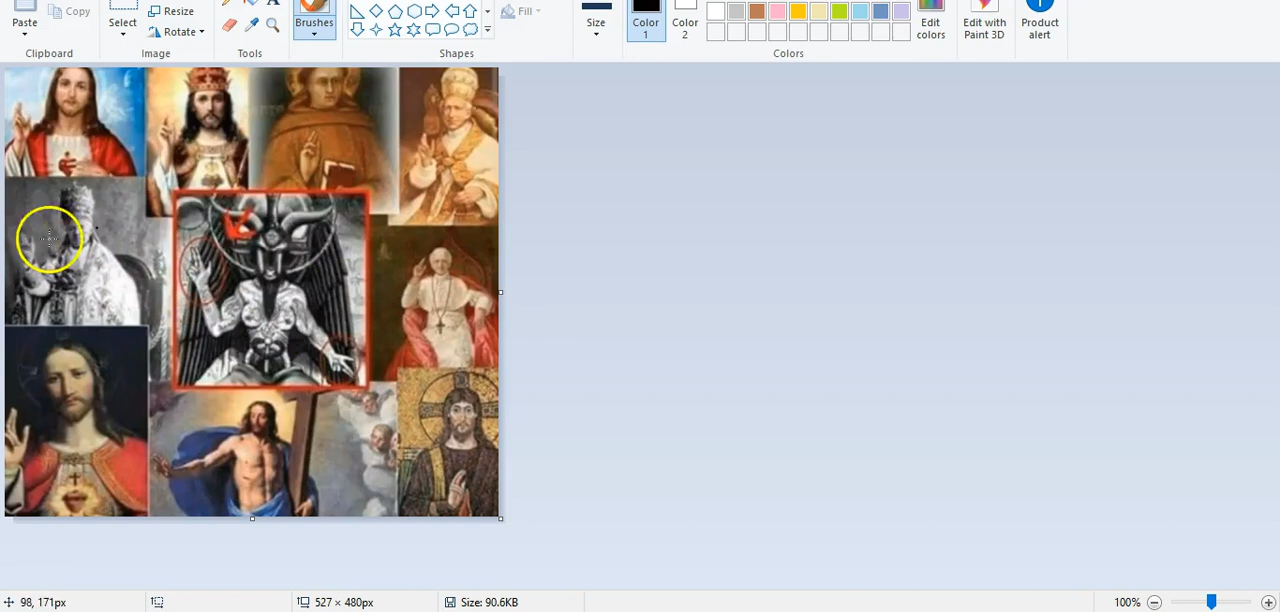 Paste
Copy
Select
Resize
Rotate
A
Brushes
Fill
Size
Color
1
Color
2
Edit
colors
Edit with
Paint 3D
Product
alert
Clipboard
Image
Tools
Shapes
Colors
98, 171px
527 × 480px
Size: 90.6KB
100%